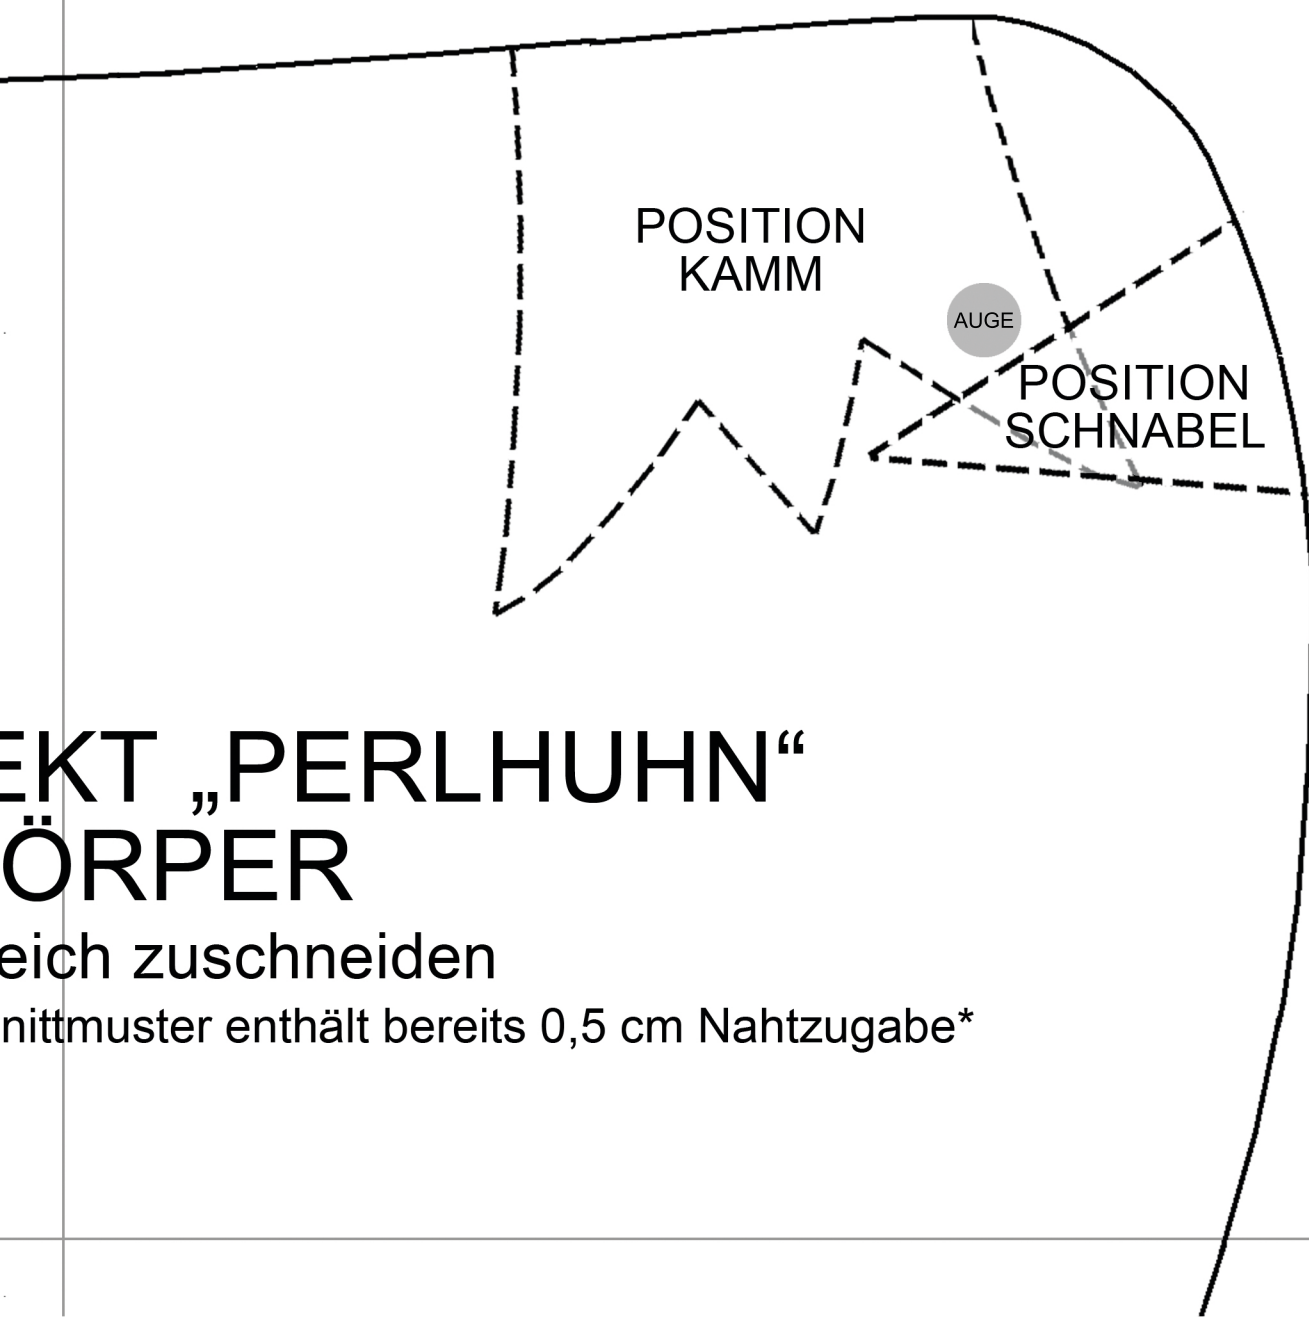 POSITION
KAMM
AUGE
POSITION
SCHNABEL
EKT „PERLHUHN“
ÖRPER
eich zuschneiden
nittmuster enthält bereits 0,5 cm Nahtzugabe*